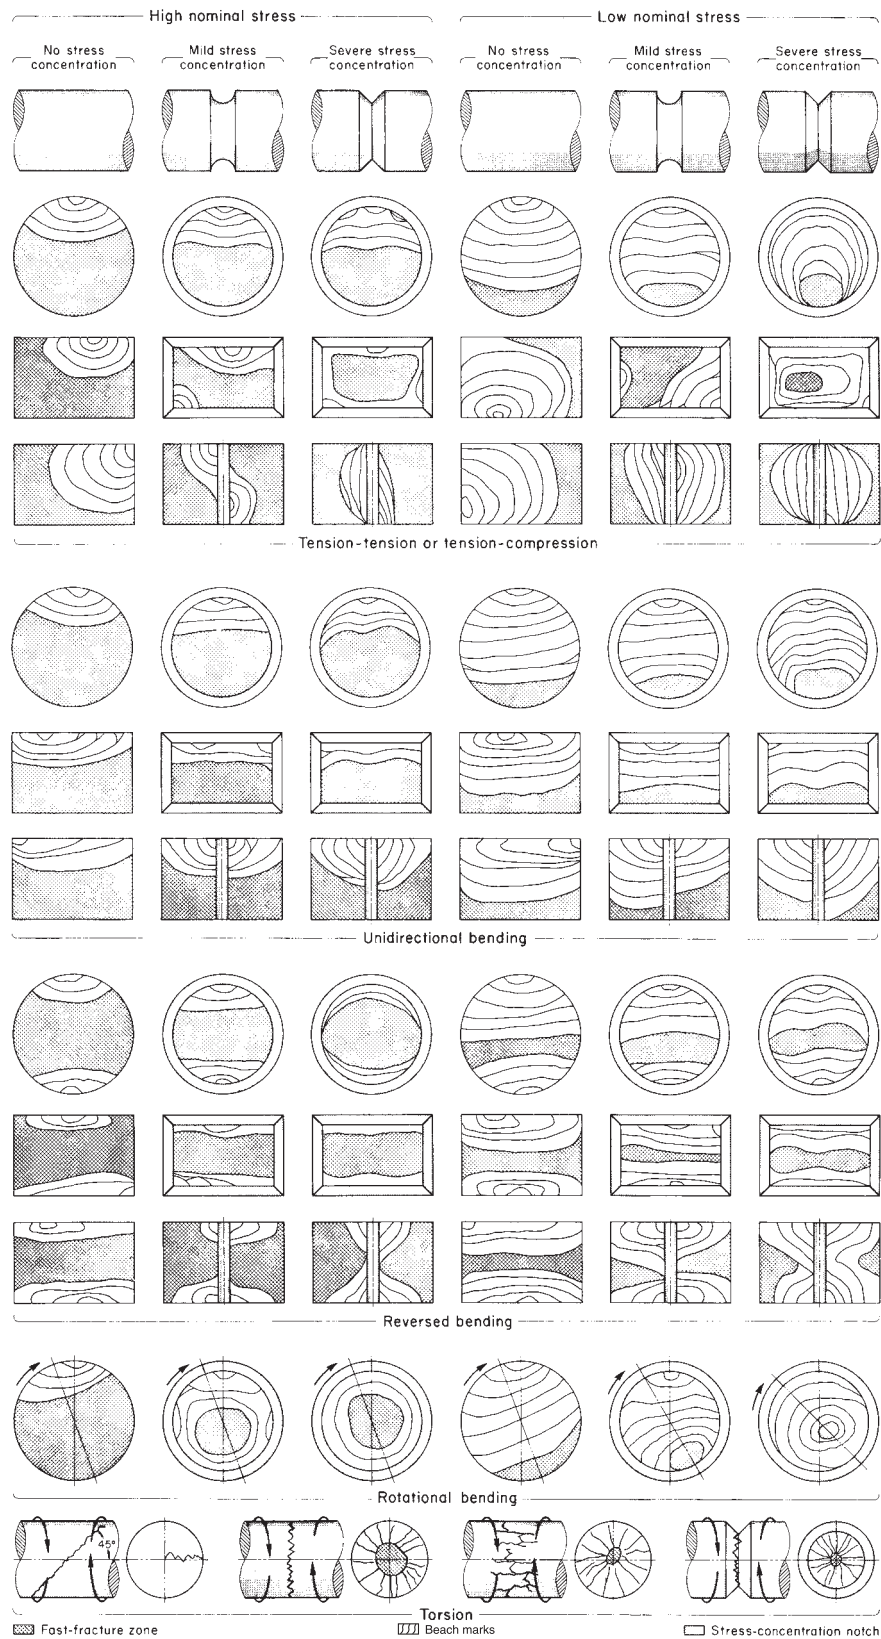 High nominal stress
Low nominal stress
No stress
concentration
Mild stress
concentration
Severe stress
concentration
No stress
concentration
Mild stress
concentration
Severe stress
concentration
Tension-tension or tension-compression
Unidirectional bending
Reversed bending
Rotational bending
45°
Torsion
Fast-fracture zone
Beach marks
Stress-concentration notch